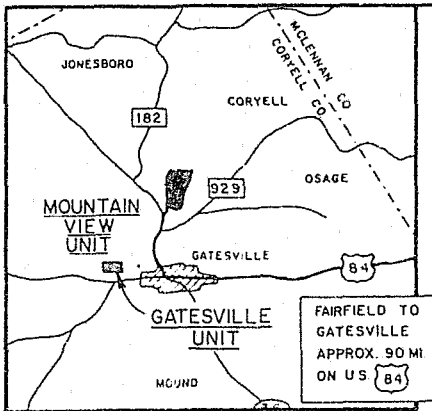 JONESBORO
MCLENNAN CO
CORYELL CO
CORYELL
182
929
OSAGE
MOUNTAIN
VIEW
UNIT
GATESVILLE
84
GATESVILLE
UNIT
FAIRFIELD TO
GATESVILLE
APPROX. 90 MI.
ON U.S. 84
MOUND
36